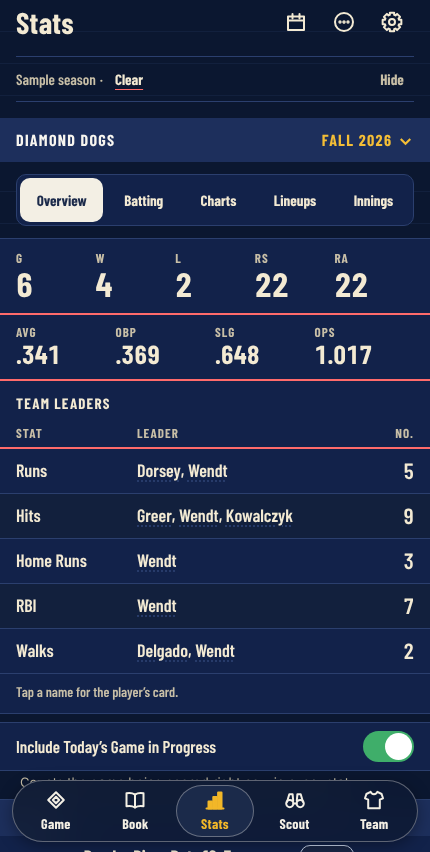 Stats
Sample season · Clear Hide
DIAMOND DOGS FALL 2026
Overview Batting Charts Lineups Innings
G W L RS RA
6 4 2 22 22
AVG OBP SLG OPS
.341 .369 .648 1.017
TEAM LEADERS
STAT LEADER NO.
Runs Dorsey, Wendt 5
Hits Greer, Wendt, Kowalczyk 9
Home Runs Wendt 3
RBI Wendt 7
Walks Delgado, Wendt 2
Tap a name for the player's card.
Include Today's Game in Progress
Game Book Stats Scout Team